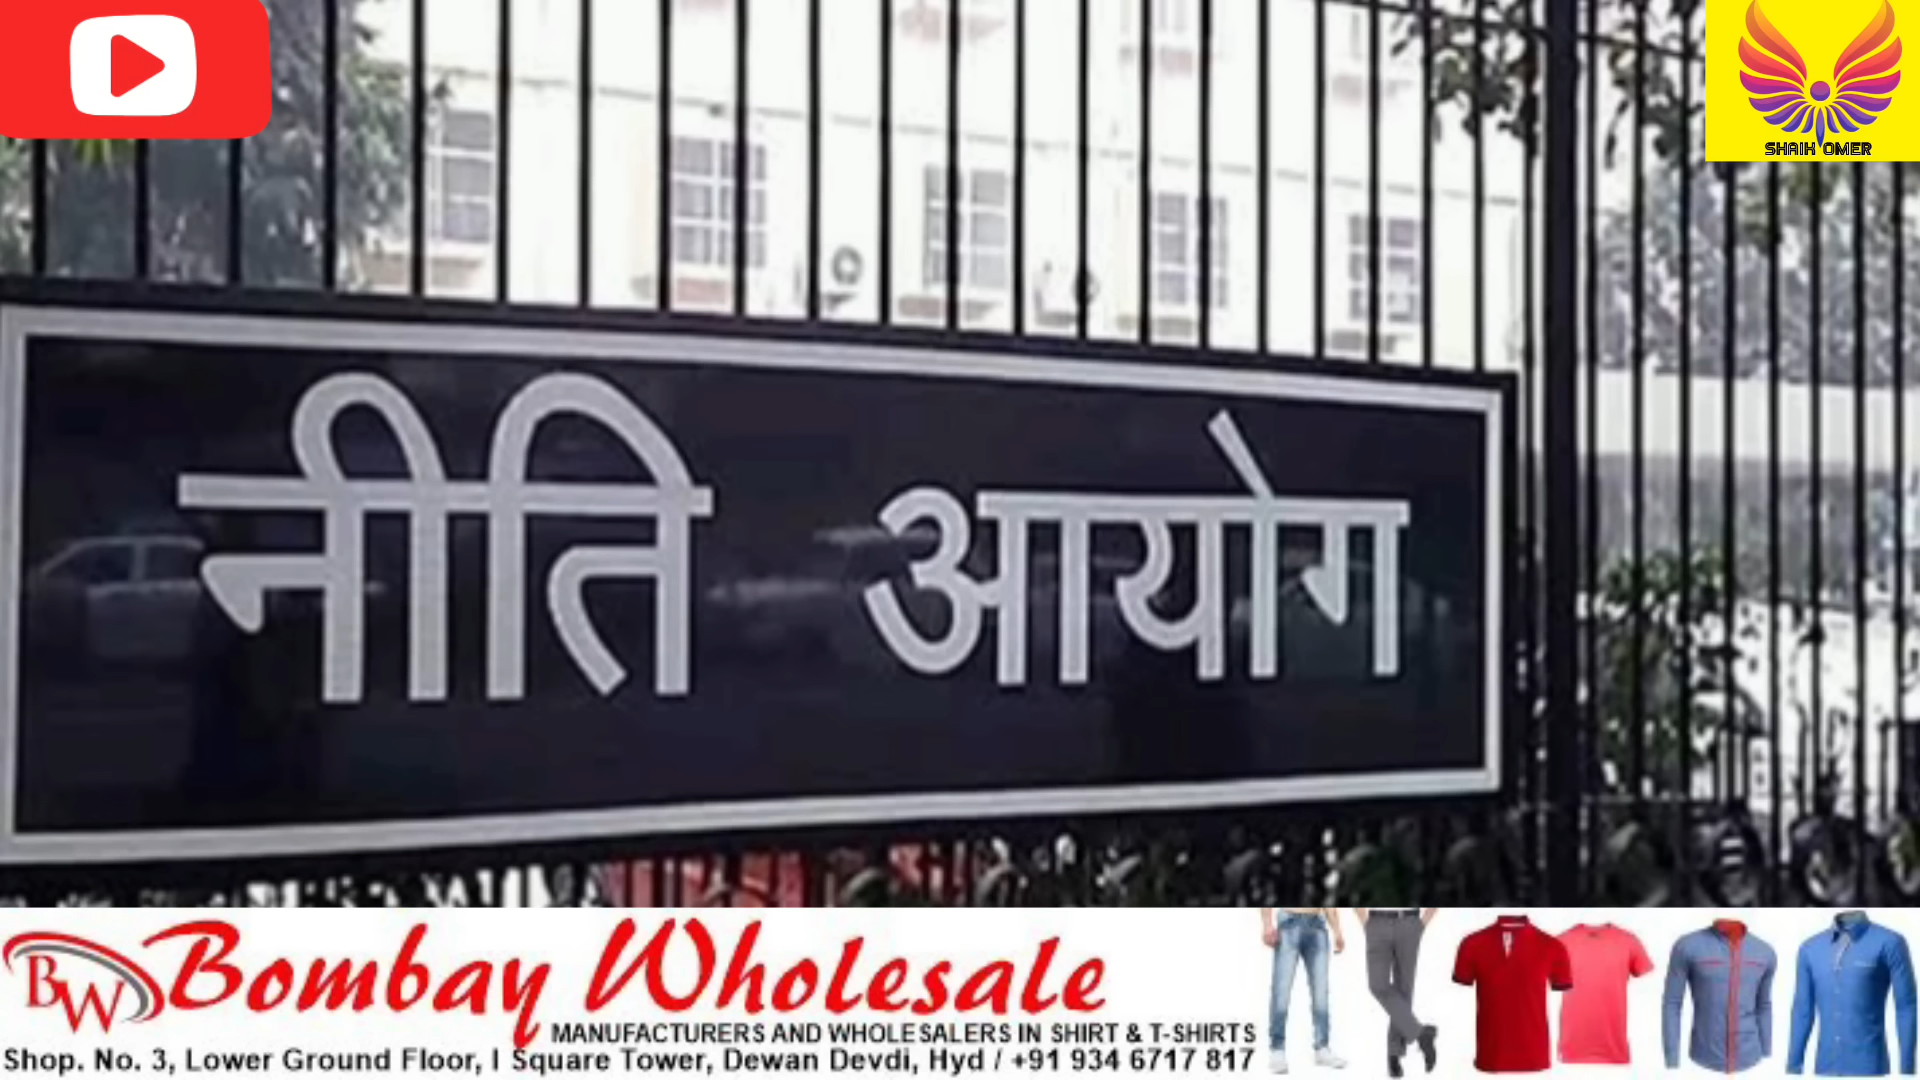 SHAIK OMER
नीति आयोग
BW Bombay Wholesale
MANUFACTURERS AND WHOLESALERS IN SHIRT & T-SHIRTS
Shop. No. 3, Lower Ground Floor, I Square Tower, Dewan Devdi, Hyd / +91 934 6717 817